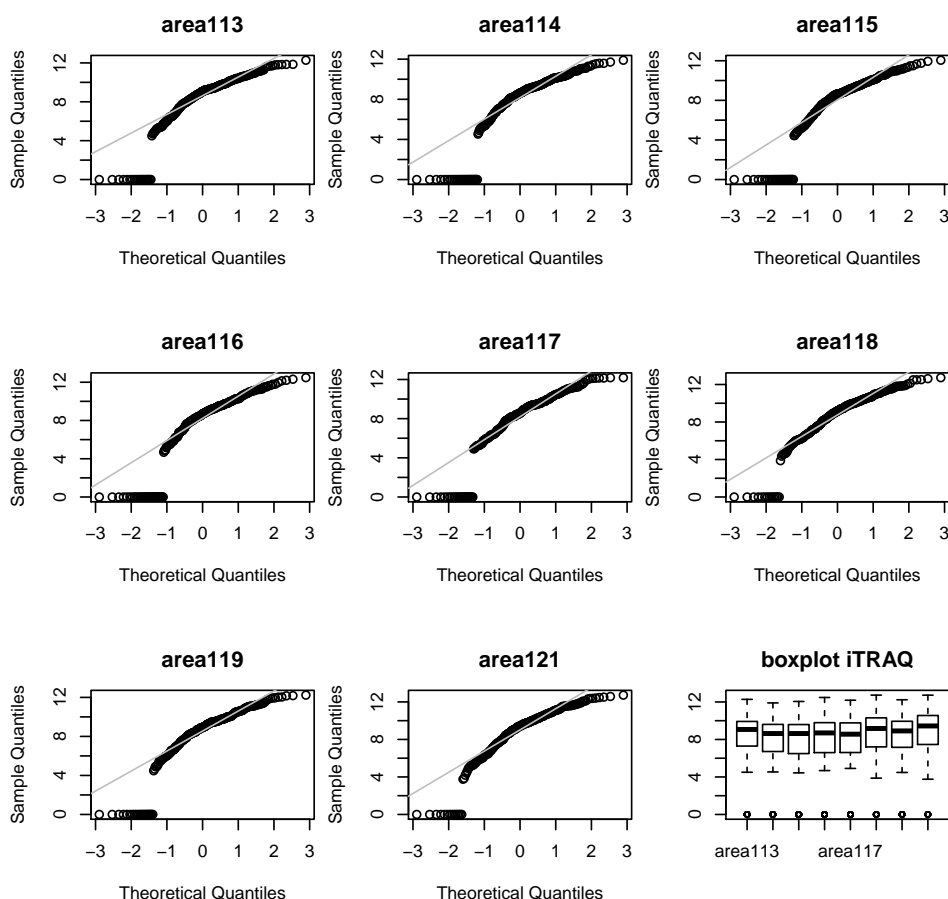 area113
Sample Quantiles
12
8
4
0
−3 −2 −1 0 1 2 3
Theoretical Quantiles
area114
Sample Quantiles
12
8
4
0
−3 −2 −1 0 1 2 3
Theoretical Quantiles
area115
Sample Quantiles
12
8
4
0
−3 −2 −1 0 1 2 3
Theoretical Quantiles
area116
Sample Quantiles
12
8
4
0
−3 −2 −1 0 1 2 3
Theoretical Quantiles
area117
Sample Quantiles
12
8
4
0
−3 −2 −1 0 1 2 3
Theoretical Quantiles
area118
Sample Quantiles
12
8
4
0
−3 −2 −1 0 1 2 3
Theoretical Quantiles
area119
Sample Quantiles
12
8
4
0
−3 −2 −1 0 1 2 3
Theoretical Quantiles
area121
Sample Quantiles
12
8
4
0
−3 −2 −1 0 1 2 3
Theoretical Quantiles
boxplot iTRAQ
12
8
4
0
area113 area117